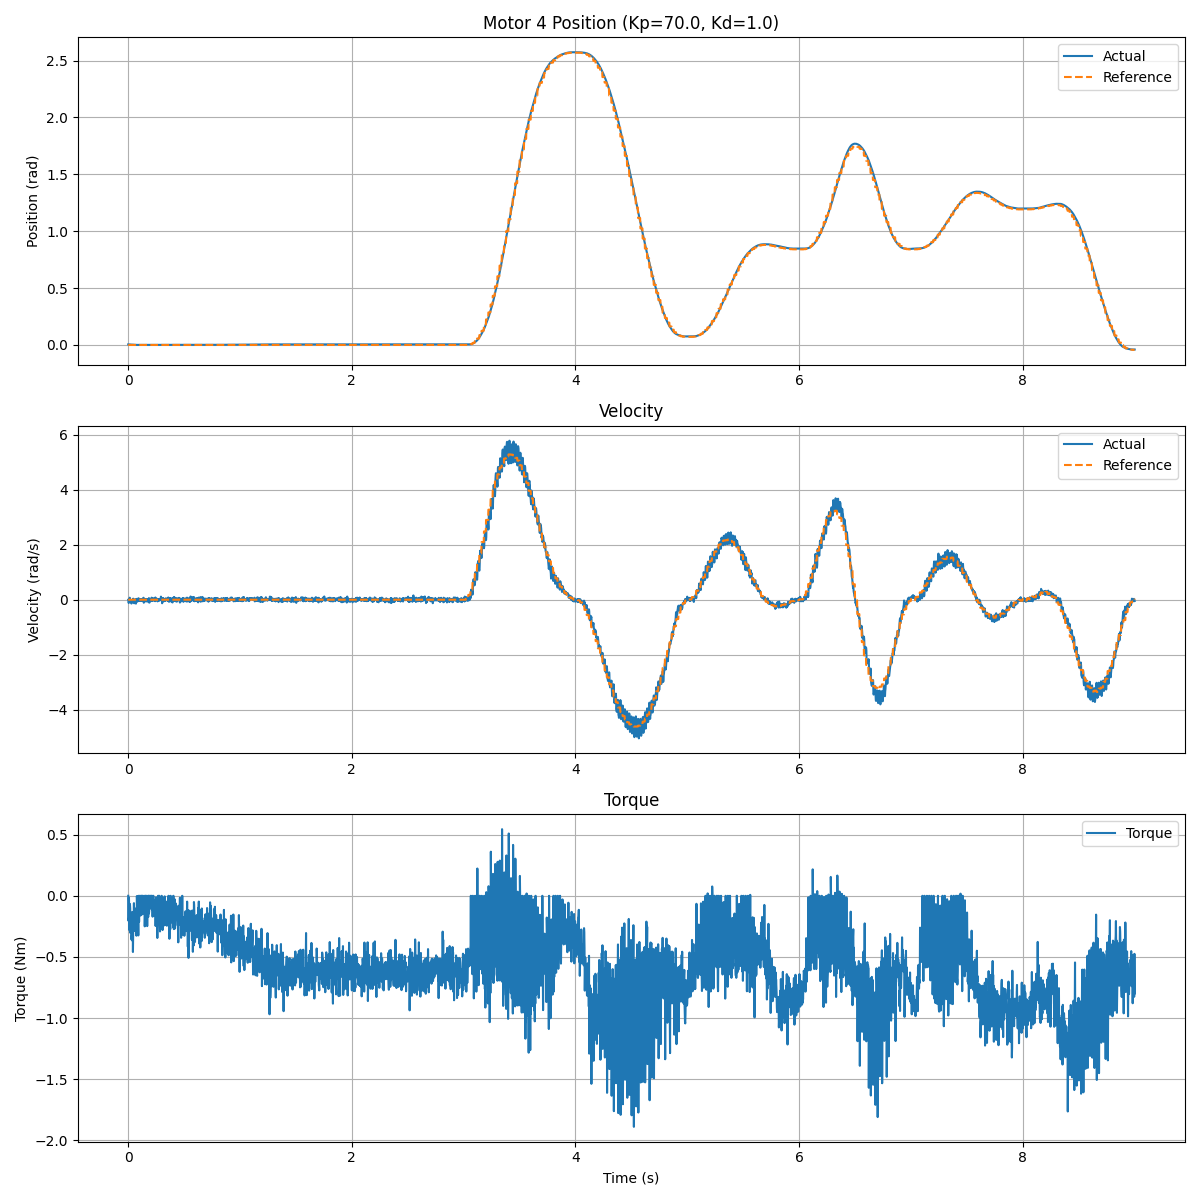 Motor 4 Position (Kp=70.0, Kd=1.0)
Actual
Reference
Position (rad)
2.5
2.0
1.5
1.0
0.5
0.0
0 2 4 6 8
Velocity
Actual
Reference
Velocity (rad/s)
6
4
2
0
−2
−4
0 2 4 6 8
Torque
Torque
Torque (Nm)
0.5
0.0
−0.5
−1.0
−1.5
−2.0
0 2 4 6 8
Time (s)